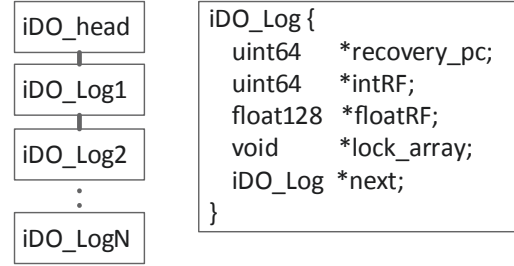 iDO_head
iDO_Log1
iDO_Log2
iDO_LogN
iDO_Log {
uint64 *recovery_pc;
uint64 *intRF;
float128 *floatRF;
void *lock_array;
iDO_Log *next;
}